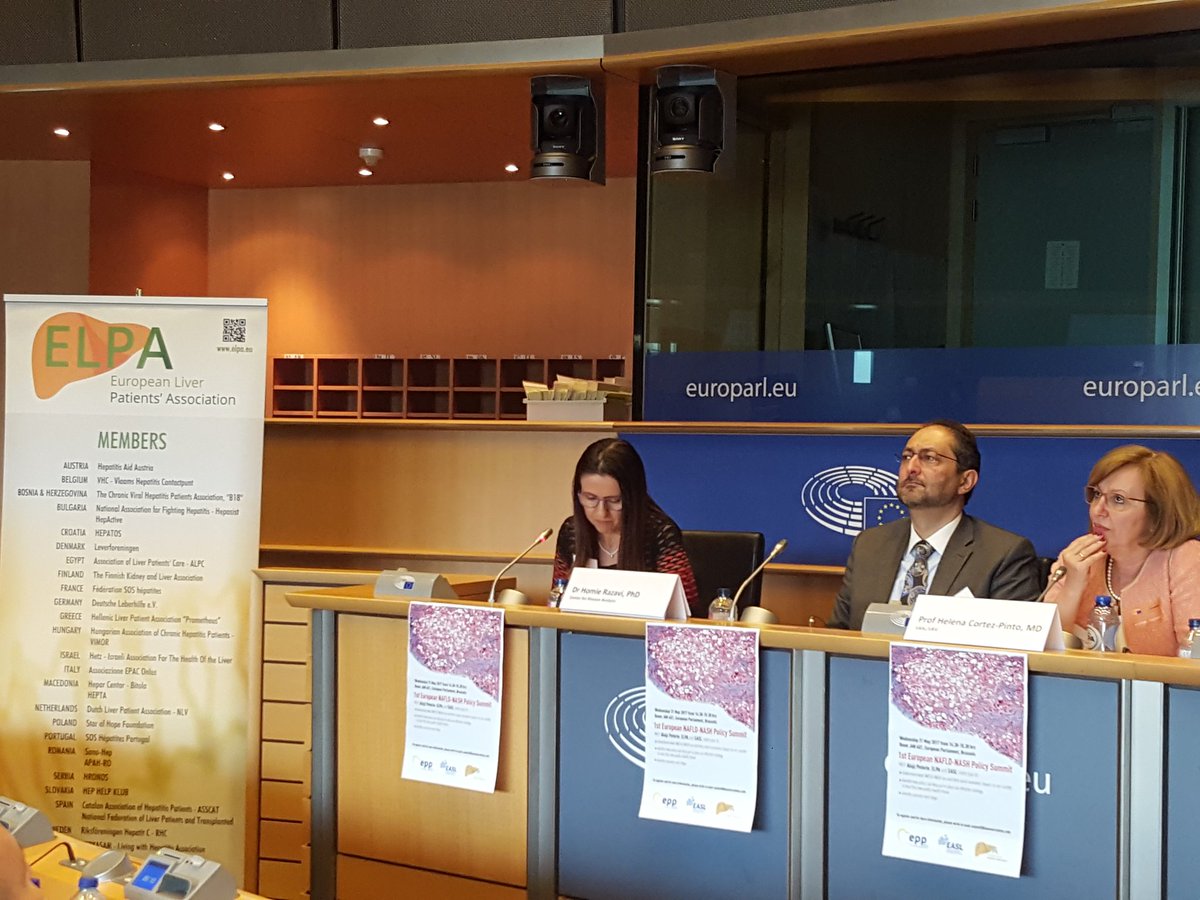 ELPA
www.elpa.eu
European Liver
Patients' Association
MEMBERS
AUSTRIA Hepatitis Aid Austria
BELGIUM VHC - Vlaams Hepatitis Contactpunt
BOSNIA & HERZEGOVINA The Chronic Viral Hepatitis Patients Association, "B18"
BULGARIA National Association for Fighting Hepatitis - Hepasist
HepActive
CROATIA HEPATOS
DENMARK Leverforeningen
EGYPT Association of Liver Patients' Care - ALPC
FINLAND The Finnish Kidney and Liver Association
FRANCE Féderation SOS hépatites
GERMANY Deutsche Leberhilfe e.V.
GREECE Hellenic Liver Patient Association "Prometheus"
HUNGARY Hungarian Association of Chronic Hepatitis Patients -
VIMOR
ISRAEL Hetz - Israeli Association For The Health Of the Liver
ITALY Associazione EPAC Onlus
MACEDONIA Hepar Center - Bitola
HEPTA
NETHERLANDS Dutch Liver Patient Association - NLV
POLAND Star of Hope Foundation
PORTUGAL SOS Hépatites Portugal
ROMANIA Sano-Hep
APAH-RO
SERBIA HRONOS
SLOVAKIA HEP HELP KLUB
SPAIN Catalan Association of Hepatitis Patients - ASSCAT
National Federation of Liver Patients and Transplanted
Riksföreningen Hepatit C - RHC
Living with Hepatitis
SONY
europarl.eu
europarl.e
Dr Homie Razavi, PhD
Prof Helena Cortez-Pinto, MD
1st European NAFLD-NASH Policy Summit
epp
EASL
1st European NAFLD-NASH Policy Summit
epp
EASL
1st European NAFLD-NASH Policy Summit
epp
EASL
eu